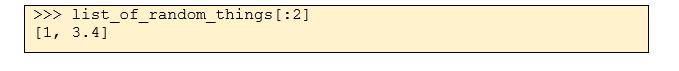 >>> list_of_random_things[:2]
[1, 3.4]